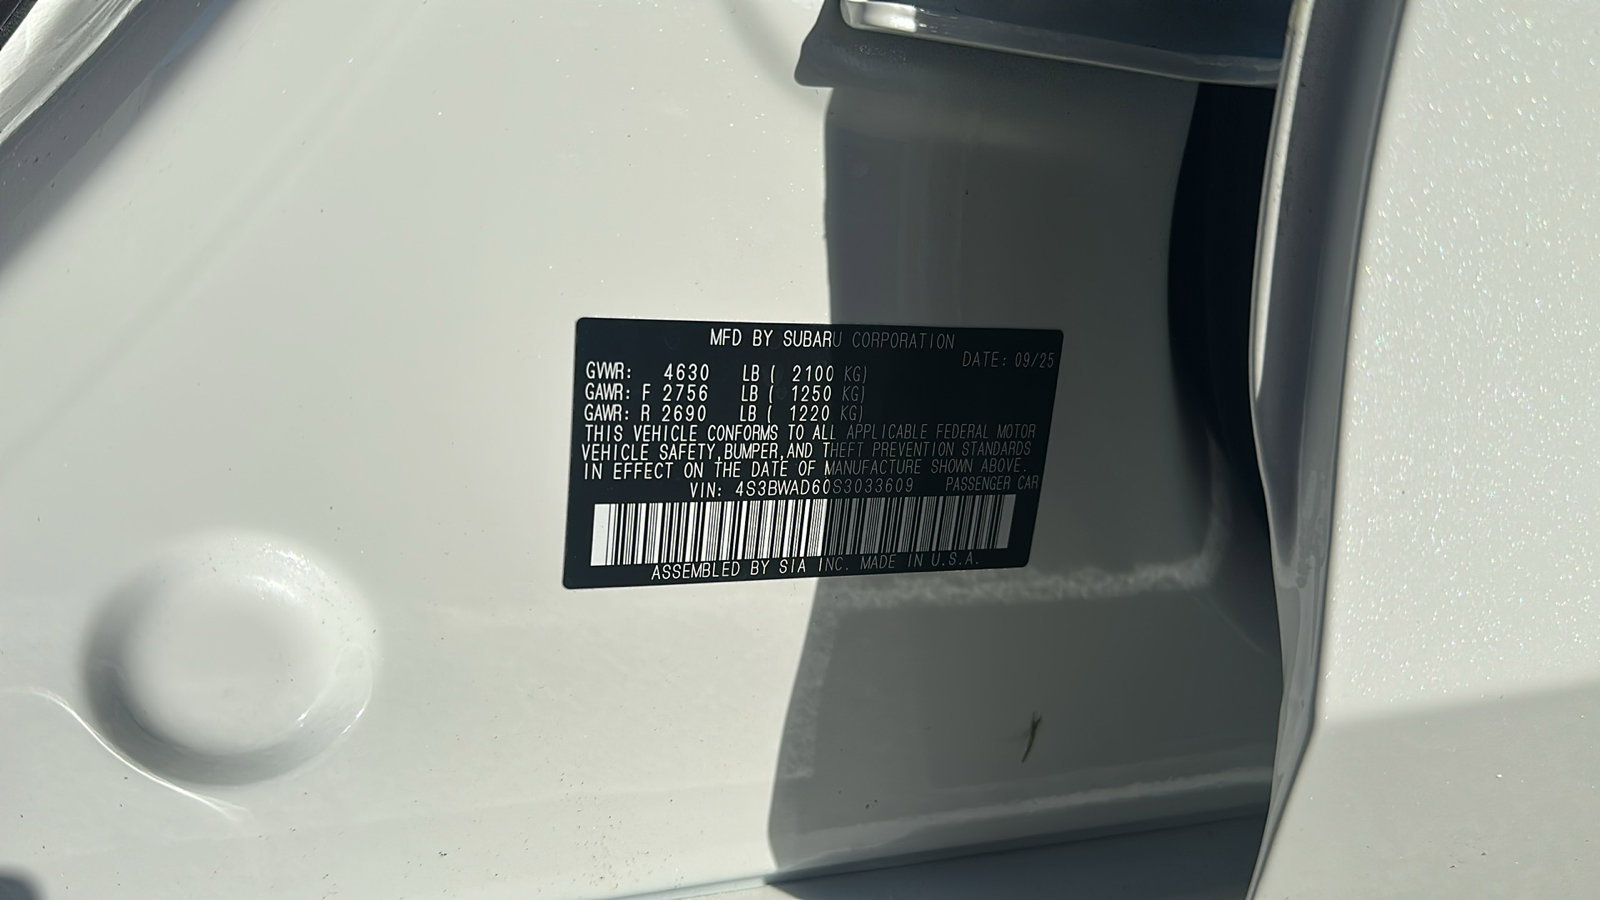 MFD BY SUBARU CORPORATION
DATE: 09/25
GVWR: 4630 LB ( 2100 KG)
GAWR: F 2756 LB ( 1250 KG)
GAWR: R 2690 LB ( 1220 KG)
THIS VEHICLE CONFORMS TO ALL APPLICABLE FEDERAL MOTOR
VEHICLE SAFETY,BUMPER,AND THEFT PREVENTION STANDARDS
IN EFFECT ON THE DATE OF MANUFACTURE SHOWN ABOVE.
VIN: 4S3BWAD60S3033609 PASSENGER CAR
ASSEMBLED BY SIA INC. MADE IN U.S.A.